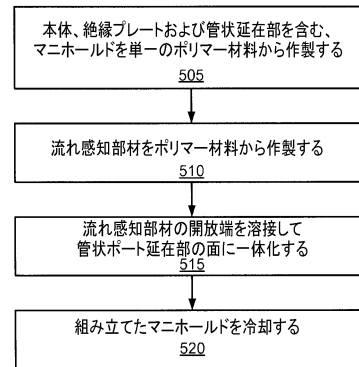 本体、絶縁プレートおよび管状延在部を含む、
マニホールドを単一のポリマー材料から作製する
505
流れ感知部材をポリマー材料から作製する
510
流れ感知部材の開放端を溶接して
管状ポート延在部の面に一体化する
515
組み立てたマニホールドを冷却する
520